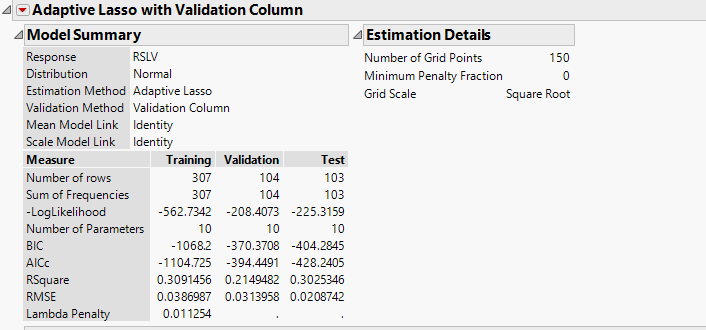 Adaptive Lasso with Validation Column
Model Summary
Response RSLV
Distribution Normal
Estimation Method Adaptive Lasso
Validation Method Validation Column
Mean Model Link Identity
Scale Model Link Identity
Measure Training Validation Test
Number of rows 307 104 103
Sum of Frequencies 307 104 103
-LogLikelihood -562.7342 -208.4073 -225.3159
Number of Parameters 10 10 10
BIC -1068.2 -370.3708 -404.2845
AICc -1104.725 -394.4491 -428.2405
RSquare 0.3091456 0.2149482 0.3025346
RMSE 0.0386987 0.0313958 0.0208742
Lambda Penalty 0.011254 . .
Estimation Details
Number of Grid Points 150
Minimum Penalty Fraction 0
Grid Scale Square Root